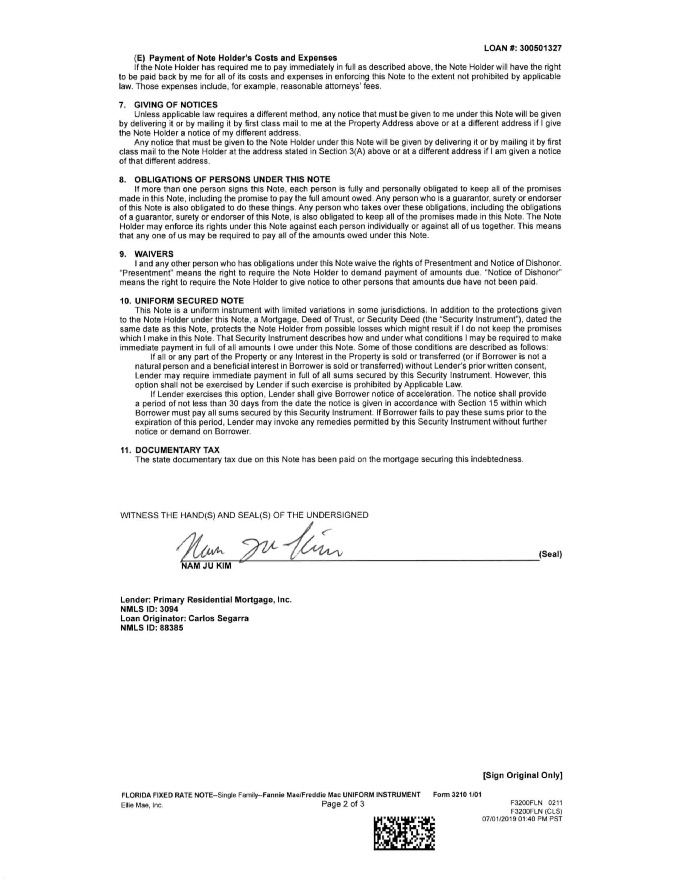 LOAN #: 300501327
(E) Payment of Note Holder's Costs and Expenses
If the Note Holder has required me to pay immediately in full as described above, the Note Holder will have the right
to be paid back by me for all of its costs and expenses in enforcing this Note to the extent not prohibited by applicable
law. Those expenses include, for example, reasonable attorneys' fees.
7. GIVING OF NOTICES
Unless applicable law requires a different method, any notice that must be given to me under this Note will be given
by delivering it or by mailing it by first class mail to me at the Property Address above or at a different address if I give
the Note Holder a notice of my different address.
Any notice that must be given to the Note Holder under this Note will be given by delivering it or by mailing it by first
class mail to the Note Holder at the address stated in Section 3(A) above or at a different address if I am given a notice
of that different address.
8. OBLIGATIONS OF PERSONS UNDER THIS NOTE
If more than one person signs this Note, each person is fully and personally obligated to keep all of the promises
made in this Note, including the promise to pay the full amount owed. Any person who is a guarantor, surety or endorser
of this Note is also obligated to do these things. Any person who takes over these obligations, including the obligations
of a guarantor, surety or endorser of this Note, is also obligated to keep all of the promises made in this Note. The Note
Holder may enforce its rights under this Note against each person individually or against all of us together. This means
that any one of us may be required to pay all of the amounts owed under this Note.
9. WAIVERS
I and any other person who has obligations under this Note waive the rights of Presentment and Notice of Dishonor.
"Presentment" means the right to require the Note Holder to demand payment of amounts due. "Notice of Dishonor"
means the right to require the Note Holder to give notice to other persons that amounts due have not been paid.
10. UNIFORM SECURED NOTE
This Note is a uniform instrument with limited variations in some jurisdictions. In addition to the protections given
to the Note Holder under this Note, a Mortgage, Deed of Trust, or Security Deed (the "Security Instrument"), dated the
same date as this Note, protects the Note Holder from possible losses which might result if I do not keep the promises
which I make in this Note. That Security Instrument describes how and under what conditions I may be required to make
immediate payment in full of all amounts I owe under this Note. Some of those conditions are described as follows:
If all or any part of the Property or any Interest in the Property is sold or transferred (or if Borrower is not a
natural person and a beneficial interest in Borrower is sold or transferred) without Lender's prior written consent,
Lender may require immediate payment in full of all sums secured by this Security Instrument. However, this
option shall not be exercised by Lender if such exercise is prohibited by Applicable Law.
If Lender exercises this option, Lender shall give Borrower notice of acceleration. The notice shall provide
a period of not less than 30 days from the date the notice is given in accordance with Section 15 within which
Borrower must pay all sums secured by this Security Instrument. If Borrower fails to pay these sums prior to the
expiration of this period, Lender may invoke any remedies permitted by this Security Instrument without further
notice or demand on Borrower.
11. DOCUMENTARY TAX
The state documentary tax due on this Note has been paid on the mortgage securing this indebtedness.
WITNESS THE HAND(S) AND SEAL(S) OF THE UNDERSIGNED
Nam Ju Kim
(Seal)
NAM JU KIM
Lender: Primary Residential Mortgage, Inc.
NMLS ID: 3094
Loan Originator: Carlos Segarra
NMLS ID: 88385
[Sign Original Only]
FLORIDA FIXED RATE NOTE--Single Family--Fannie Mae/Freddie Mac UNIFORM INSTRUMENT Form 3210 1/01
Ellie Mae, Inc. Page 2 of 3 F3200FLN 0211
F3200FLN (CLS)
07/01/2019 01:40 PM PST